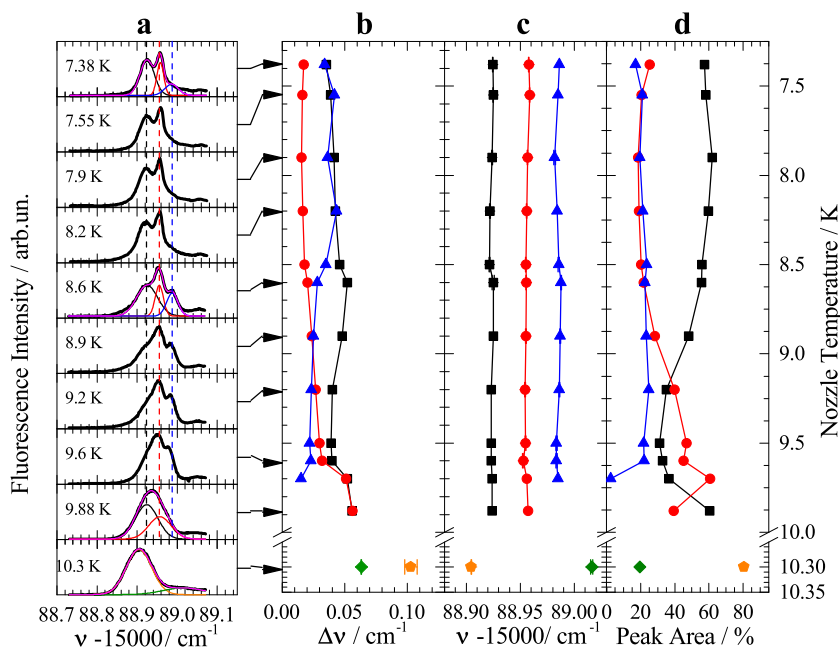 a b c d
7.38 K
7.55 K
7.9 K
8.2 K
8.6 K
8.9 K
9.2 K
9.6 K
9.88 K
10.3 K
Fluorescence Intensity / arb.un.
88.7 88.8 88.9 89.0 89.1
ν -15000/ cm⁻¹
0.00 0.05 0.10
Δν / cm⁻¹
88.90 88.95 89.00
ν -15000/ cm⁻¹
0 20 40 60 80
Peak Area / %
7.5
8.0
8.5
9.0
9.5
10.0
10.30
10.35
Nozzle Temperature / K